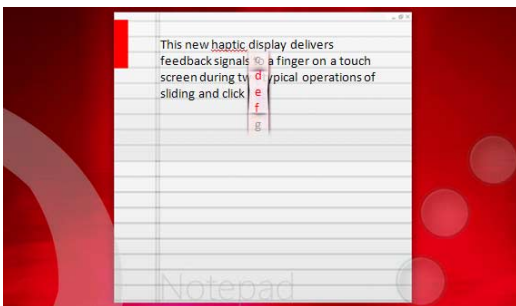 This new haptic display delivers
feedback signals a finger on a touch
screen during typical operations of
sliding and click
d
e
f
g
Notepad